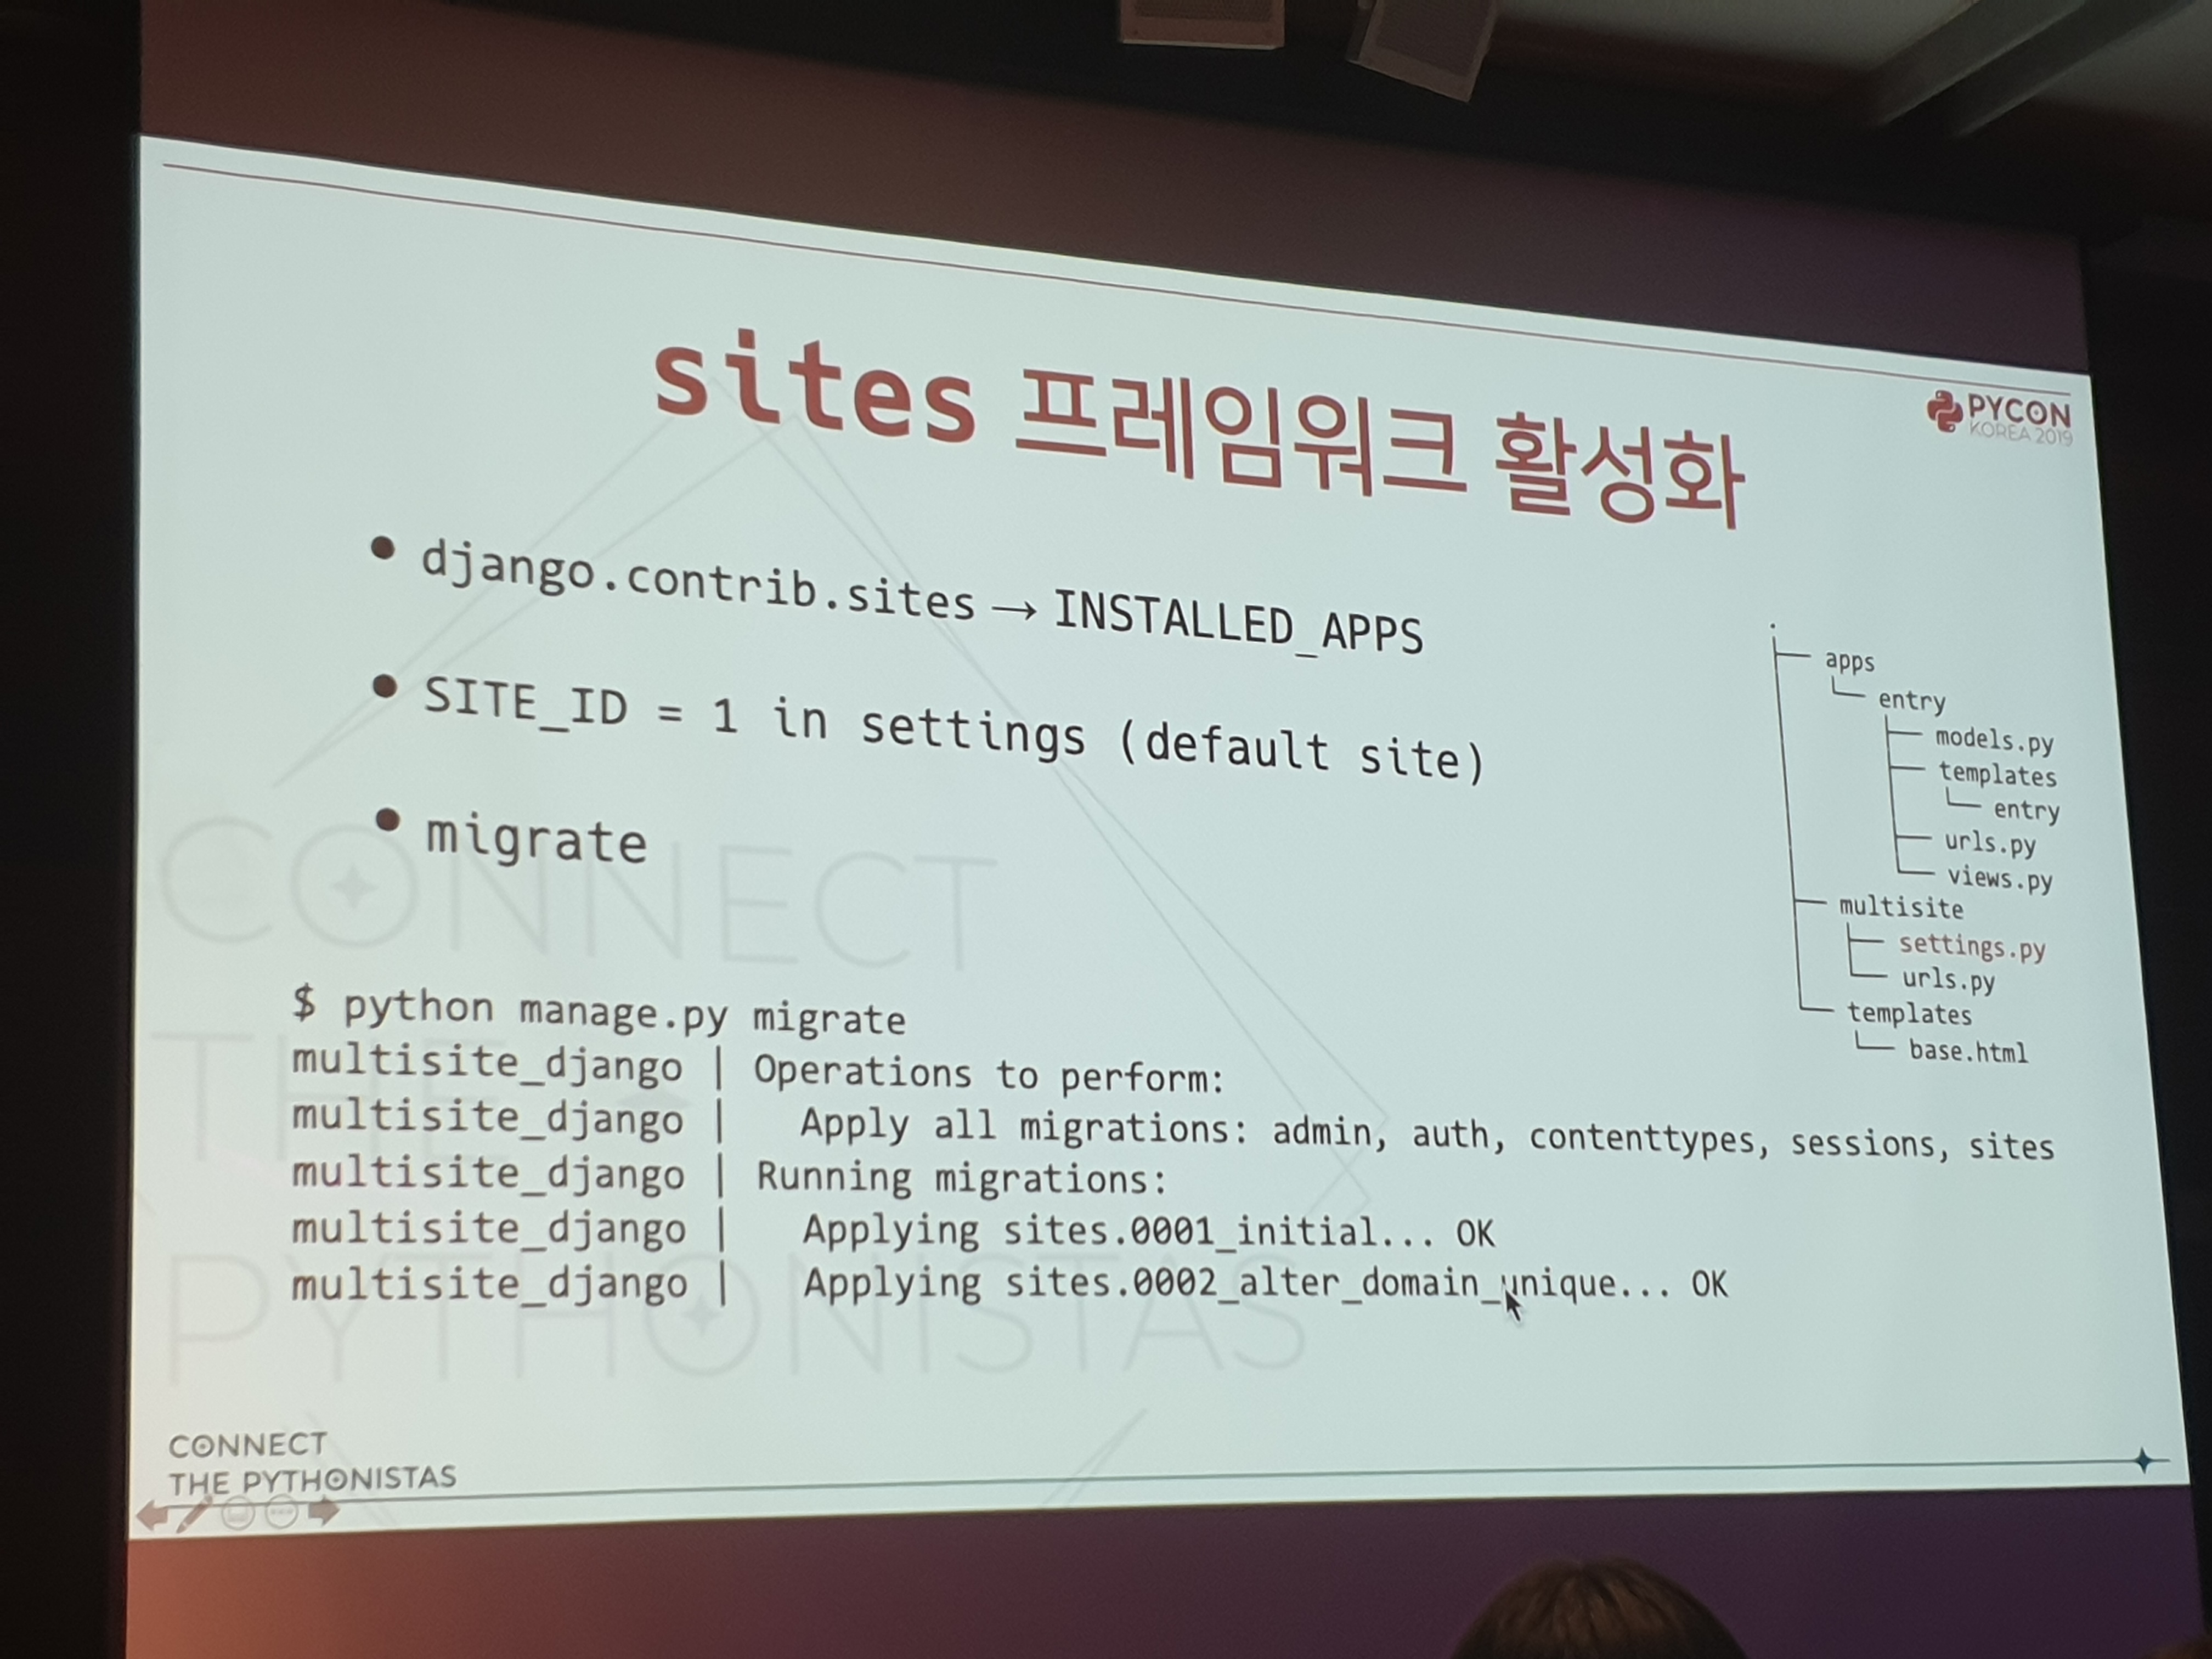 sites 프레임워크 활성화
PYCON
KOREA 2019
• django.contrib.sites → INSTALLED_APPS
• SITE_ID = 1 in settings (default site)
• migrate
.
├── apps
└── entry
├── models.py
├── templates
└── entry
├── urls.py
└── views.py
├── multisite
├── settings.py
└── urls.py
└── templates
└── base.html
$ python manage.py migrate
multisite_django | Operations to perform:
multisite_django |   Apply all migrations: admin, auth, contenttypes, sessions, sites
multisite_django | Running migrations:
multisite_django |   Applying sites.0001_initial... OK
multisite_django |   Applying sites.0002_alter_domain_unique... OK
CONNECT
THE
PYTHONISTAS
CONNECT
THE PYTHONISTAS